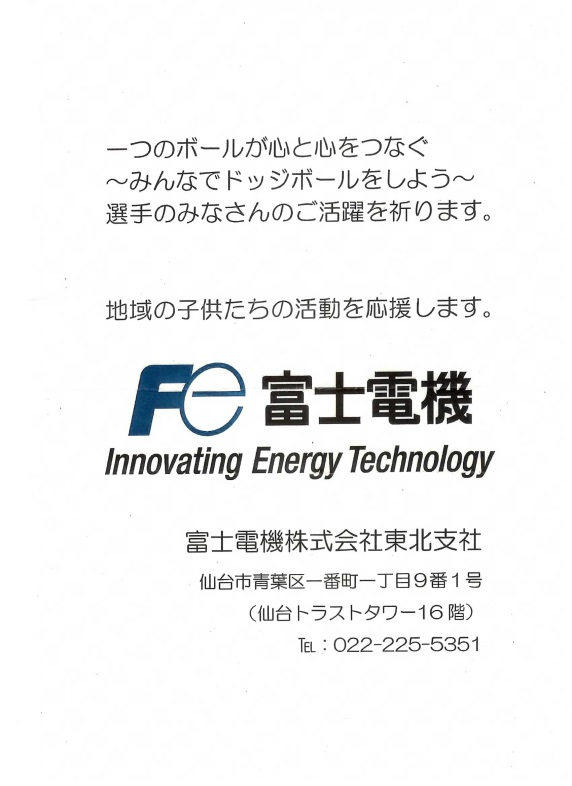 一つのボールが心と心をつなぐ
～みんなでドッジボールをしよう～
選手のみなさんのご活躍を祈ります。
地域の子供たちの活動を応援します。
Fe 富士電機
Innovating Energy Technology
富士電機株式会社東北支社
仙台市青葉区一番町一丁目９番１号
（仙台トラストタワー16 階）
℡：022-225-5351